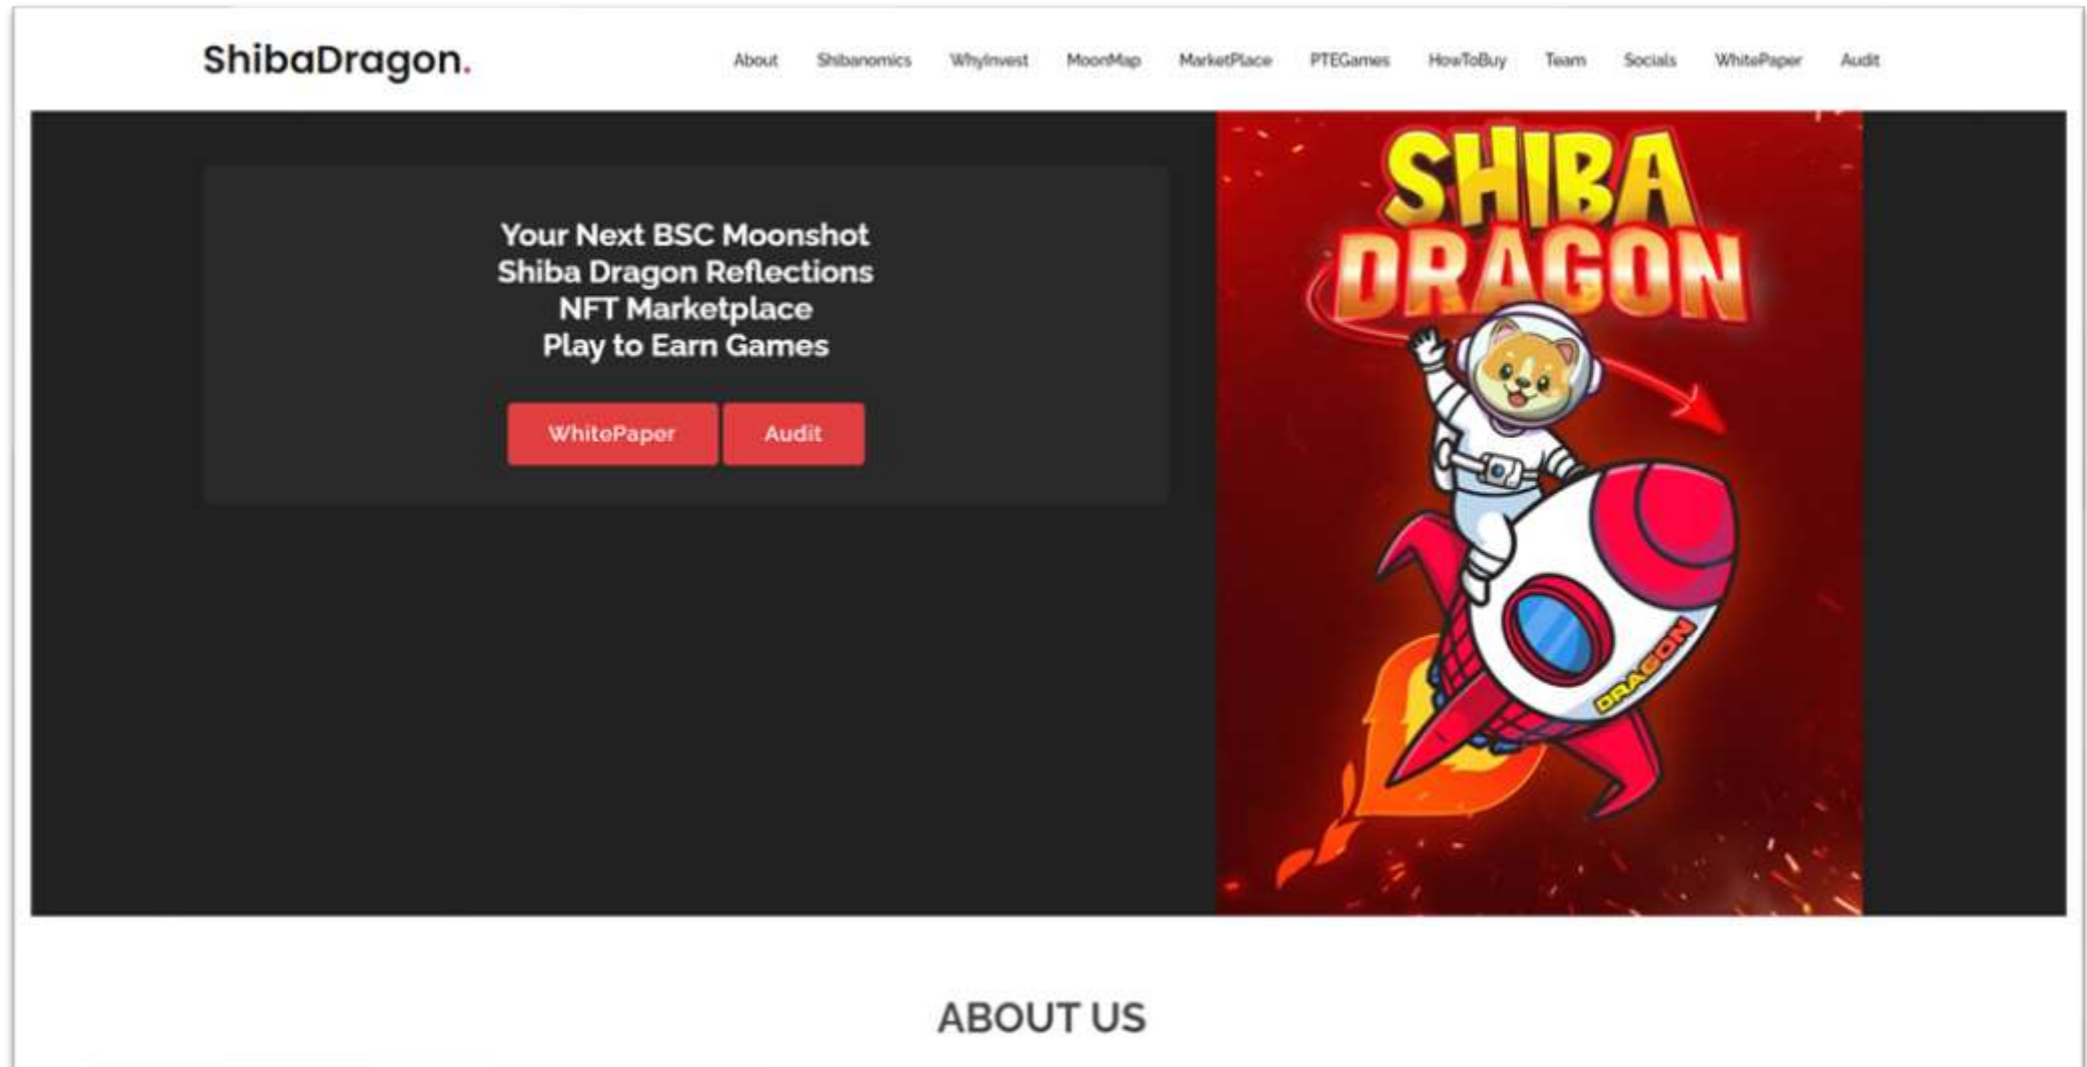 ShibaDragon.
About Shibanomics WhyInvest MoonMap MarketPlace PTEGames HowToBuy Team Socials WhitePaper Audit
Your Next BSC Moonshot
Shiba Dragon Reflections
NFT Marketplace
Play to Earn Games
WhitePaper Audit
SHIBA
DRAGON
DRAGON
ABOUT US